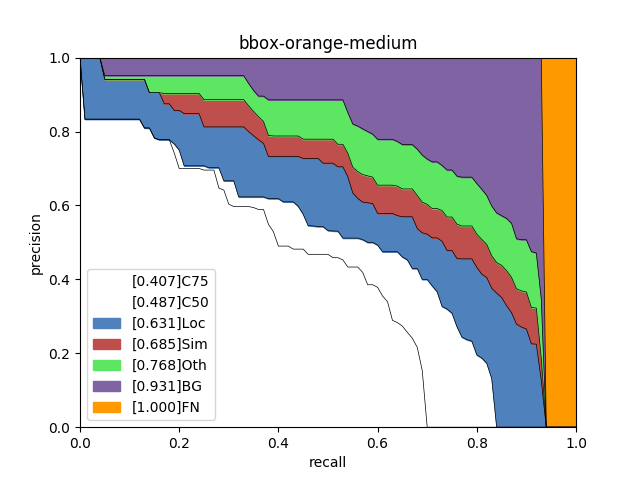 bbox-orange-medium
precision
1.0
0.8
0.6
0.4
0.2
0.0
[0.407]C75
[0.487]C50
[0.631]Loc
[0.685]Sim
[0.768]Oth
[0.931]BG
[1.000]FN
0.0 0.2 0.4 0.6 0.8 1.0
recall